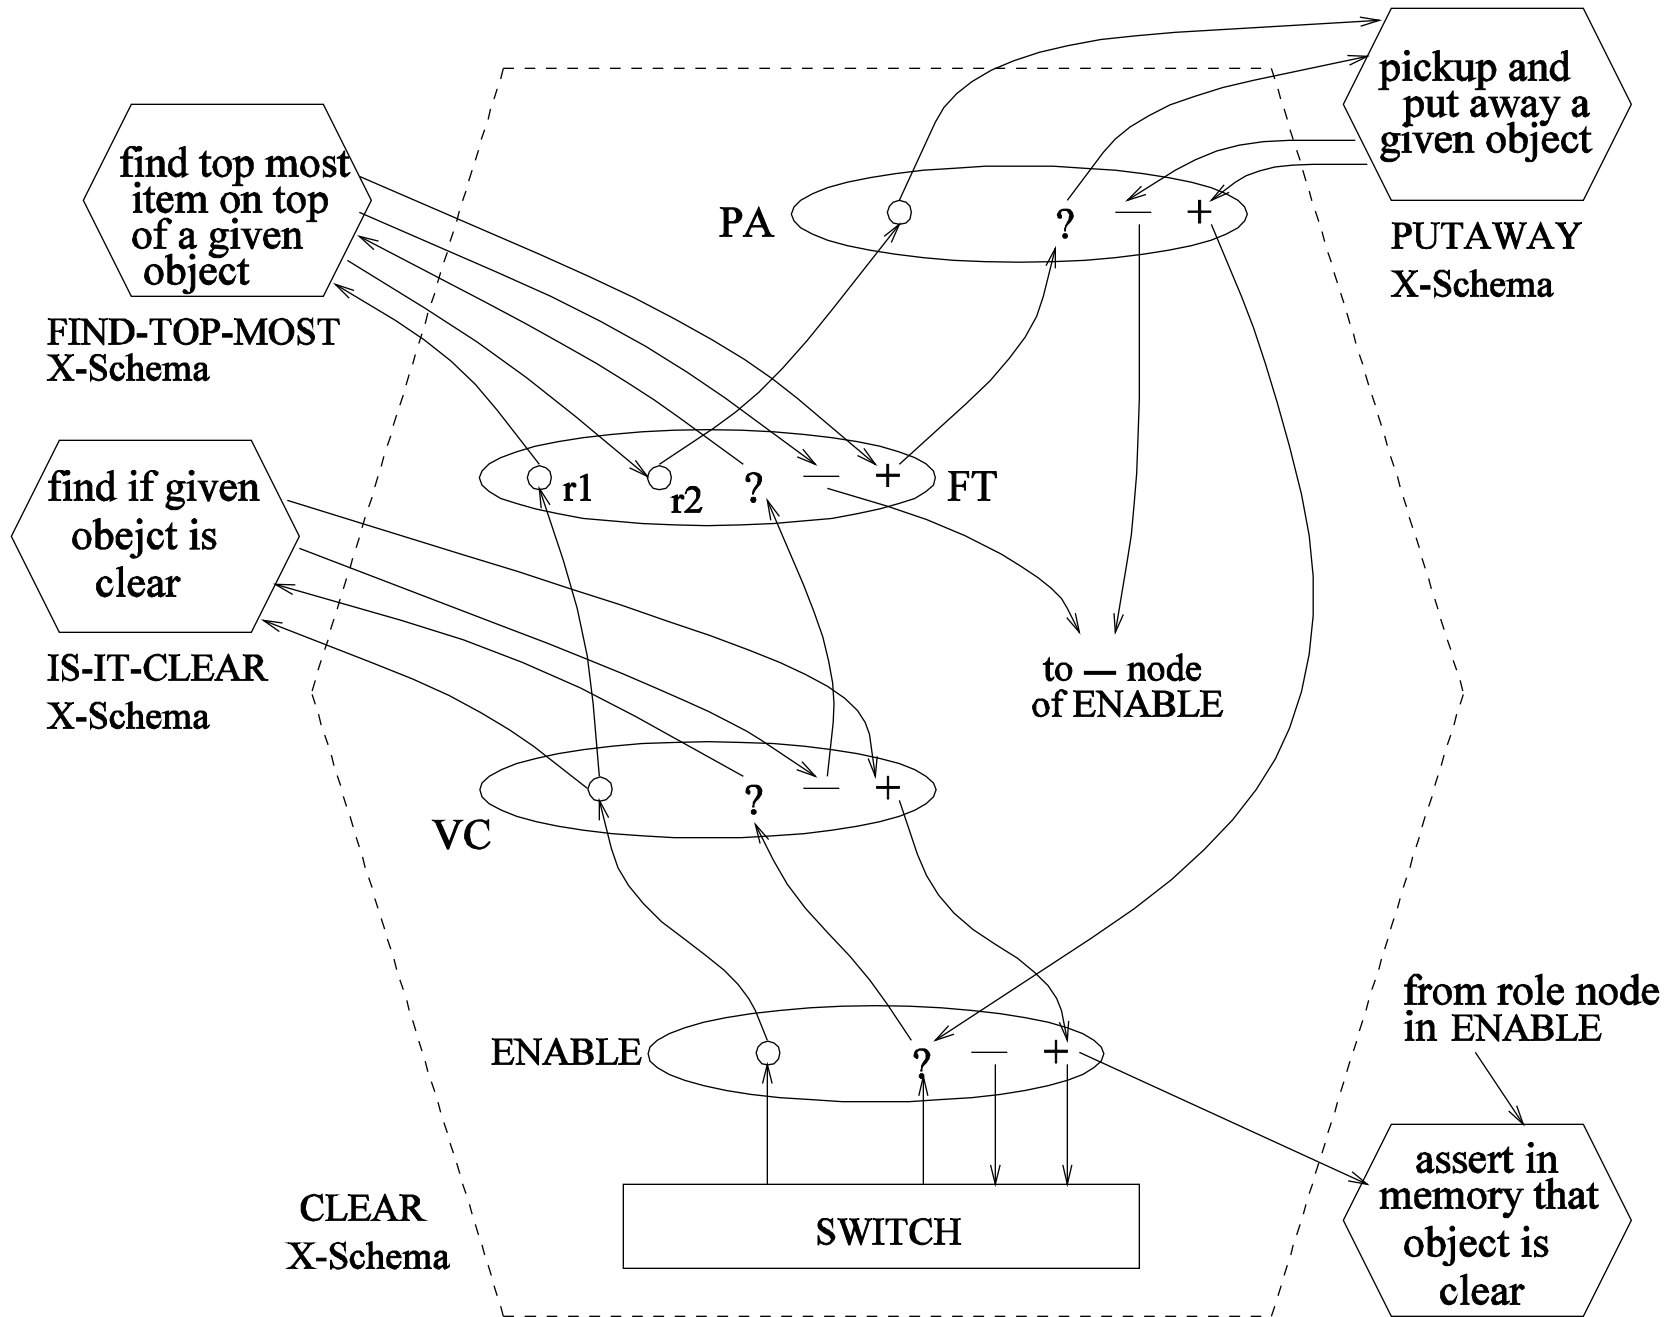 pickup and
put away a
given object
PUTAWAY
X-Schema
find top most
item on top
of a given
object
FIND-TOP-MOST
X-Schema
PA
? — +
r1
r2
? — +
FT
find if given
obejct is
clear
IS-IT-CLEAR
X-Schema
to — node
of ENABLE
? — +
VC
from role node
in ENABLE
ENABLE
? — +
assert in
memory that
object is
clear
CLEAR
X-Schema
SWITCH